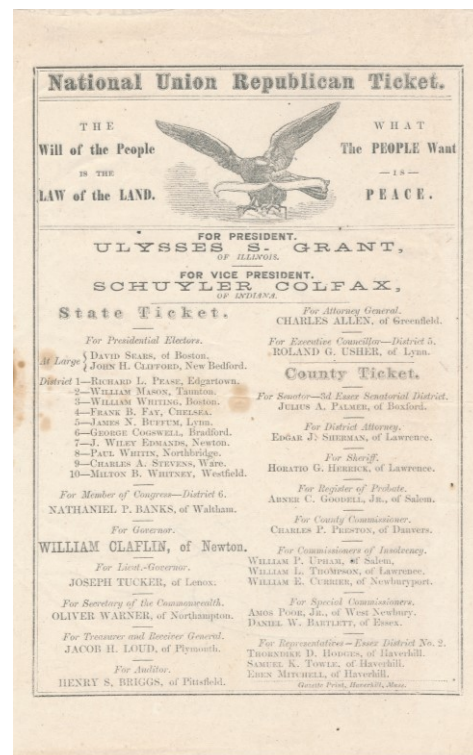 National Union Republican Ticket.
THE
Will of the People
IS THE
LAW of the LAND.
WHAT
The PEOPLE Want
—IS—
PEACE.
FOR PRESIDENT.
ULYSSES S. GRANT,
OF ILLINOIS.
FOR VICE PRESIDENT.
SCHUYLER COLFAX,
OF INDIANA.
State Ticket.
For Presidential Electors.
At Large { DAVID SEARS, of Boston.
JOHN H. CLIFFORD, New Bedford.
District 1—RICHARD L. PEASE, Edgartown.
2—WILLIAM MASON, Taunton.
3—WILLIAM WHITING, Boston.
4—FRANK B. FAY, CHELSEA.
5—JAMES N. BUFFUM, Lynn.
6—GEORGE COGSWELL, Bradford.
7—J. WILEY EDMANDS, Newton.
8—PAUL WHITIN, Northbridge.
9—CHARLES A. STEVENS, Ware.
10—MILTON B. WHITNEY, Westfield.
For Member of Congress—District 6.
NATHANIEL P. BANKS, of Waltham.
For Governor.
WILLIAM CLAFLIN, of Newton.
For Lieut.-Governor.
JOSEPH TUCKER, of Lenox.
For Secretary of the Commonwealth.
OLIVER WARNER, of Northampton.
For Treasurer and Receiver General.
JACOB H. LOUD, of Plymouth.
For Auditor.
HENRY S. BRIGGS, of Pittsfield.
For Attorney General.
CHARLES ALLEN, of Greenfield.
For Executive Councillor—District 5.
ROLAND G. USHER, of Lynn.
County Ticket.
For Senator—3d Essex Senatorial District.
JULIUS A. PALMER, of Boxford.
For District Attorney.
EDGAR J. SHERMAN, of Lawrence.
For Sheriff.
HORATIO G. HERRICK, of Lawrence.
For Register of Probate.
ABNER C. GOODELL, JR., of Salem.
For County Commissioner.
CHARLES P. PRESTON, of Danvers.
For Commissioners of Insolvency.
WILLIAM P. UPHAM, of Salem.
WILLIAM L. THOMPSON, of Lawrence.
WILLIAM E. CURRIER, of Newburyport.
For Special Commissioners.
AMOS POOR, JR., of West Newbury.
DANIEL W. BARTLETT, of Essex.
For Representatives—Essex District No. 2.
THORNDIKE D. HODGES, of Haverhill.
SAMUEL K. TOWLE, of Haverhill.
EBEN MITCHELL, of Haverhill.
Gazette Print, Haverhill, Mass.